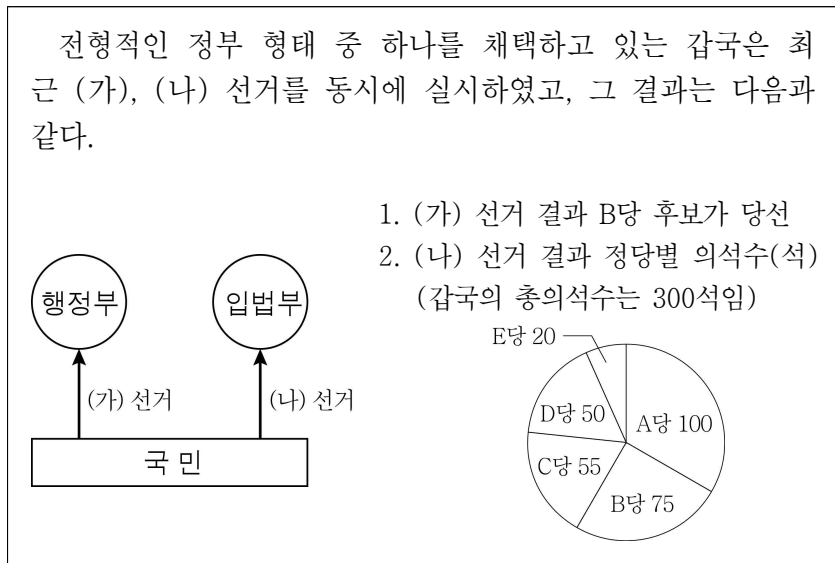 전형적인 정부 형태 중 하나를 채택하고 있는 갑국은 최
근 (가), (나) 선거를 동시에 실시하였고, 그 결과는 다음과
같다.
1. (가) 선거 결과 B당 후보가 당선
2. (나) 선거 결과 정당별 의석수(석)
(갑국의 총의석수는 300석임)
행정부
입법부
(가) 선거
(나) 선거
국 민
E당 20
D당 50
A당 100
C당 55
B당 75